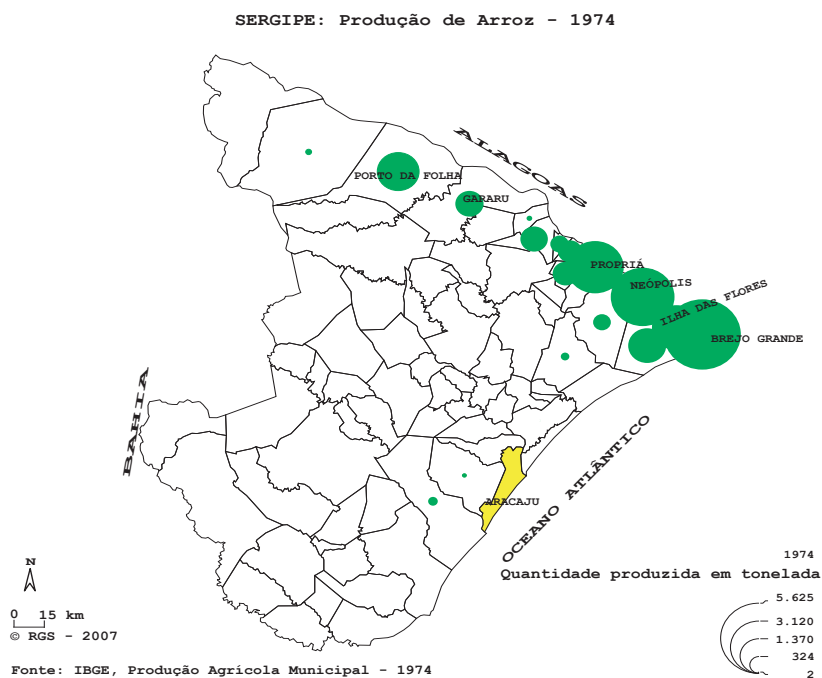 SERGIPE: Produção de Arroz - 1974
ALAGOAS
PORTO DA FOLHA
GARARU
PROPRIÁ
NEÓPOLIS
ILHA DAS FLORES
BREJO GRANDE
BAHIA
OCEANO ATLÂNTICO
ARACAJU
1974
Quantidade produzida em tonelada
5.625
3.120
1.370
324
2
N
0 15 km
© RGS - 2007
Fonte: IBGE, Produção Agrícola Municipal - 1974